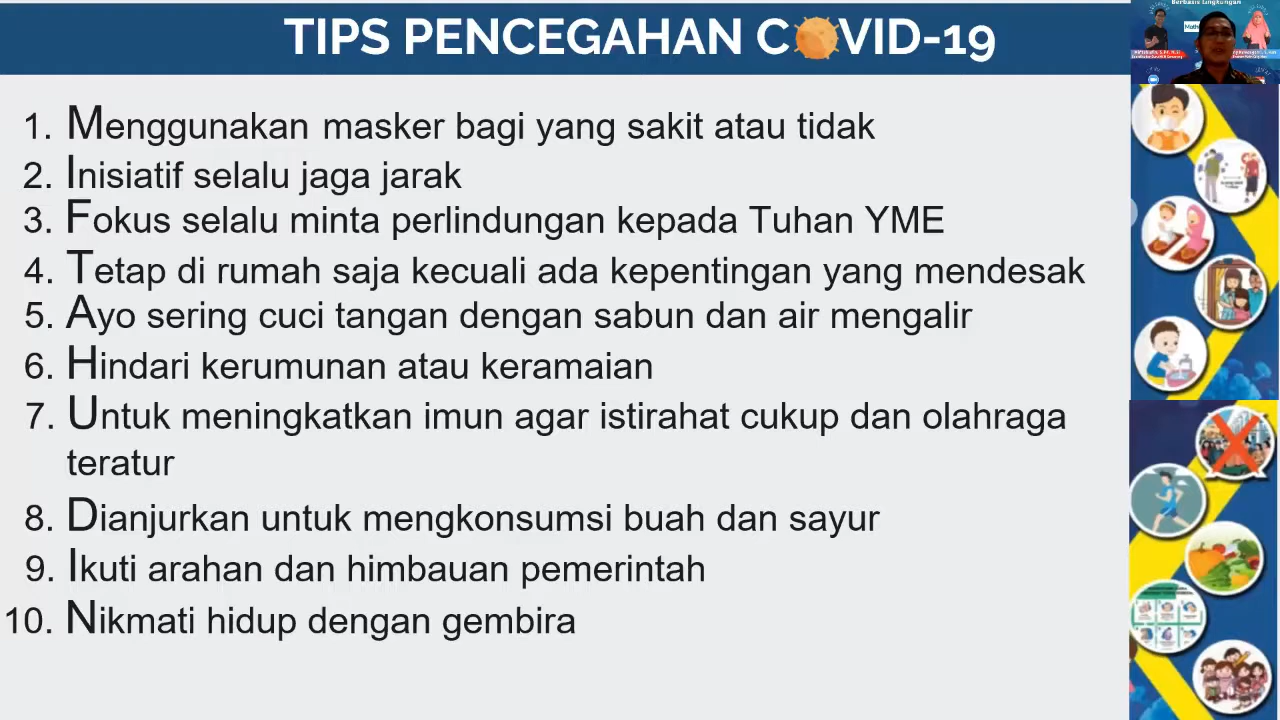 TIPS PENCEGAHAN COVID-19
Berbasis Lingkungan
1. Menggunakan masker bagi yang sakit atau tidak
2. Inisiatif selalu jaga jarak
3. Fokus selalu minta perlindungan kepada Tuhan YME
4. Tetap di rumah saja kecuali ada kepentingan yang mendesak
5. Ayo sering cuci tangan dengan sabun dan air mengalir
6. Hindari kerumunan atau keramaian
7. Untuk meningkatkan imun agar istirahat cukup dan olahraga
teratur
8. Dianjurkan untuk mengkonsumsi buah dan sayur
9. Ikuti arahan dan himbauan pemerintah
10. Nikmati hidup dengan gembira